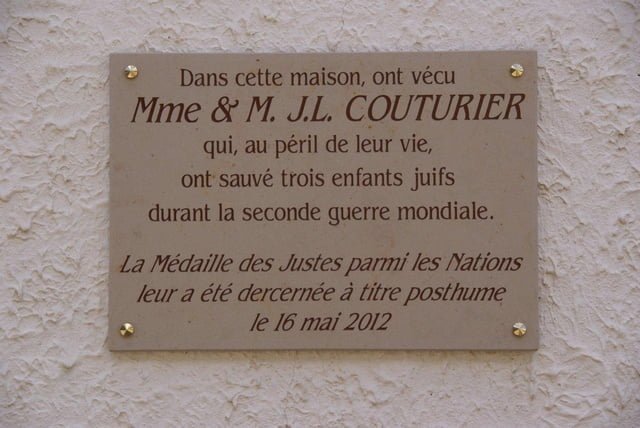 Dans cette maison, ont vécu
Mme & M. J.L. COUTURIER
qui, au péril de leur vie,
ont sauvé trois enfants juifs
durant la seconde guerre mondiale.
La Médaille des Justes parmi les Nations
leur a été dercernée à titre posthume
le 16 mai 2012